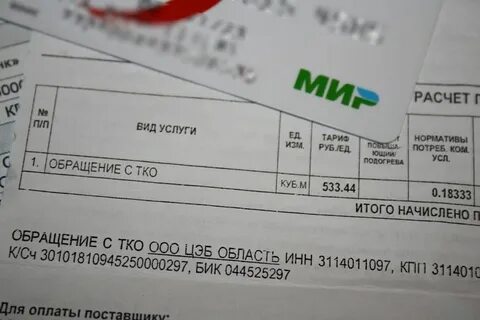 МИР
РАСЧЕТ П
№ П/П
ВИД УСЛУГИ
ЕД. ИЗМ.
ТАРИФ РУБ./ЕД.
ПОВЫШАЮЩИЙ/ ПОДОГРЕВА
НОРМАТИВЫ ПОТРЕБ. КОМ. УСЛ.
1. ОБРАЩЕНИЕ С ТКО КУБ.М 533.44 0.18333
ИТОГО НАЧИСЛЕНО П
ОБРАЩЕНИЕ С ТКО ООО ЦЭБ ОБЛАСТЬ ИНН 3114011097, КПП 3114010
К/Сч 30101810945250000297, БИК 044525297
Для оплаты поставщику: